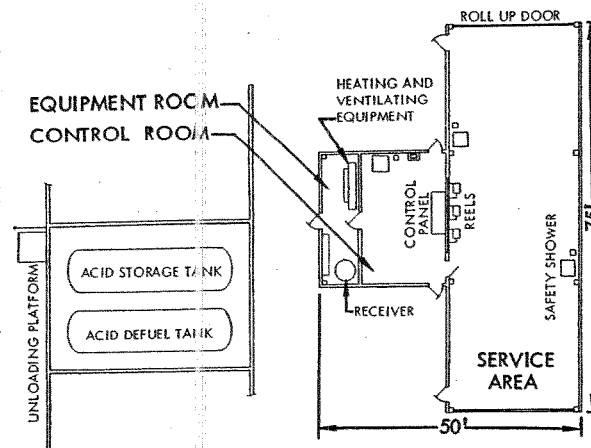 ROLL UP DOOR
HEATING AND
VENTILATING
EQUIPMENT
EQUIPMENT ROOM
CONTROL ROOM
CONTROL
PANEL
REELS
75'
SAFETY SHOWER
UNLOADING PLATFORM
ACID STORAGE TANK
ACID DEFUEL TANK
RECEIVER
SERVICE
AREA
50'